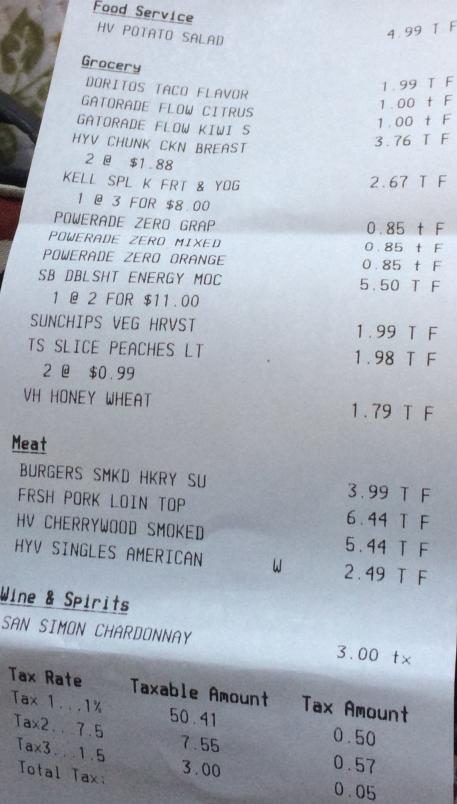 Food Service
HV POTATO SALAD 4.99 T F
Grocery
DORITOS TACO FLAVOR 1.99 T F
GATORADE FLOW CITRUS 1.00 t F
GATORADE FLOW KIWI S 1.00 t F
HYV CHUNK CKN BREAST 3.76 T F
2 @ $1.88
KELL SPL K FRT & YOG 2.67 T F
1 @ 3 FOR $8.00
POWERADE ZERO GRAP 0.85 t F
POWERADE ZERO MIXED 0.85 t F
POWERADE ZERO ORANGE 0.85 t F
SB DBLSHT ENERGY MOC 5.50 T F
1 @ 2 FOR $11.00
SUNCHIPS VEG HRVST 1.99 T F
TS SLICE PEACHES LT 1.98 T F
2 @ $0.99
VH HONEY WHEAT 1.79 T F
Meat
BURGERS SMKD HKRY SU 3.99 T F
FRSH PORK LOIN TOP 6.44 T F
HV CHERRYWOOD SMOKED 5.44 T F
HYV SINGLES AMERICAN W 2.49 T F
Wine & Spirits
SAN SIMON CHARDONNAY 3.00 tx
Tax Rate Taxable Amount Tax Amount
Tax 1...1% 50.41 0.50
Tax2...7.5 7.55 0.57
Tax3...1.5 3.00 0.05
Total Tax: